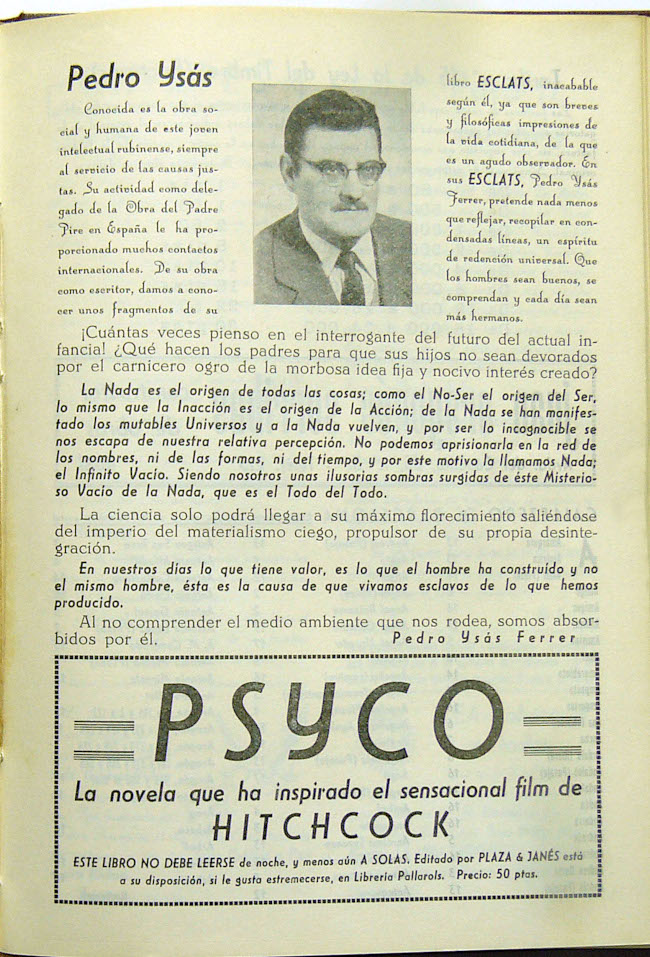 Pedro Ysás
Conocida es la obra so-
cial y humana de este joven
intelectual rubinense, siempre
al servicio de las causas jus-
tas. Su actividad como dele-
gado de la Obra del Padre
Pire en España le ha pro-
porcionado muchos contactos
internacionales. De su obra
como escritor, damos a cono-
cer unos fragmentos de su
libro ESCLATS, inacabable
según él, ya que son breves
y filosóficas impresiones de
la vida cotidiana, de la que
es un agudo observador. En
sus ESCLATS, Pedro Ysás
Ferrer, pretende nada menos
que reflejar, recopilar en con-
densadas líneas, un espíritu
de redención universal. Que
los hombres sean buenos, se
comprendan y cada día sean
más hermanos.
¡Cuántas veces pienso en el interrogante del futuro del actual in-
fancia! ¿Qué hacen los padres para que sus hijos no sean devorados
por el carnicero ogro de la morbosa idea fija y nocivo interés creado?
La Nada es el origen de todas las cosas; como el No-Ser el origen del Ser,
lo mismo que la Inacción es el origen de la Acción; de la Nada se han manifes-
tado los mutables Universos y a la Nada vuelven, y por ser lo incognocible se
nos escapa de nuestra relativa percepción. No podemos aprisionarla en la red de
los nombres, ni de las formas, ni del tiempo, y por este motivo la llamamos Nada;
el Infinito Vacío. Siendo nosotros unas ilusorias sombras surgidas de éste Misterio-
so Vacío de la Nada, que es el Todo del Todo.
La ciencia solo podrá llegar a su máximo florecimiento saliéndose
del imperio del materialismo ciego, propulsor de su propia desinte-
gración.
En nuestros días lo que tiene valor, es lo que el hombre ha construído y no
el mismo hombre, ésta es la causa de que vivamos esclavos de lo que hemos
producido.
Al no comprender el medio ambiente que nos rodea, somos absor-
bidos por él. Pedro Ysás Ferrer
PSYCO
La novela que ha inspirado el sensacional film de
HITCHCOCK
ESTE LIBRO NO DEBE LEERSE de noche, y menos aún A SOLAS. Editado por PLAZA & JANÉS está
a su disposición, si le gusta estremecerse, en Librería Pallarols. Precio: 50 ptas.